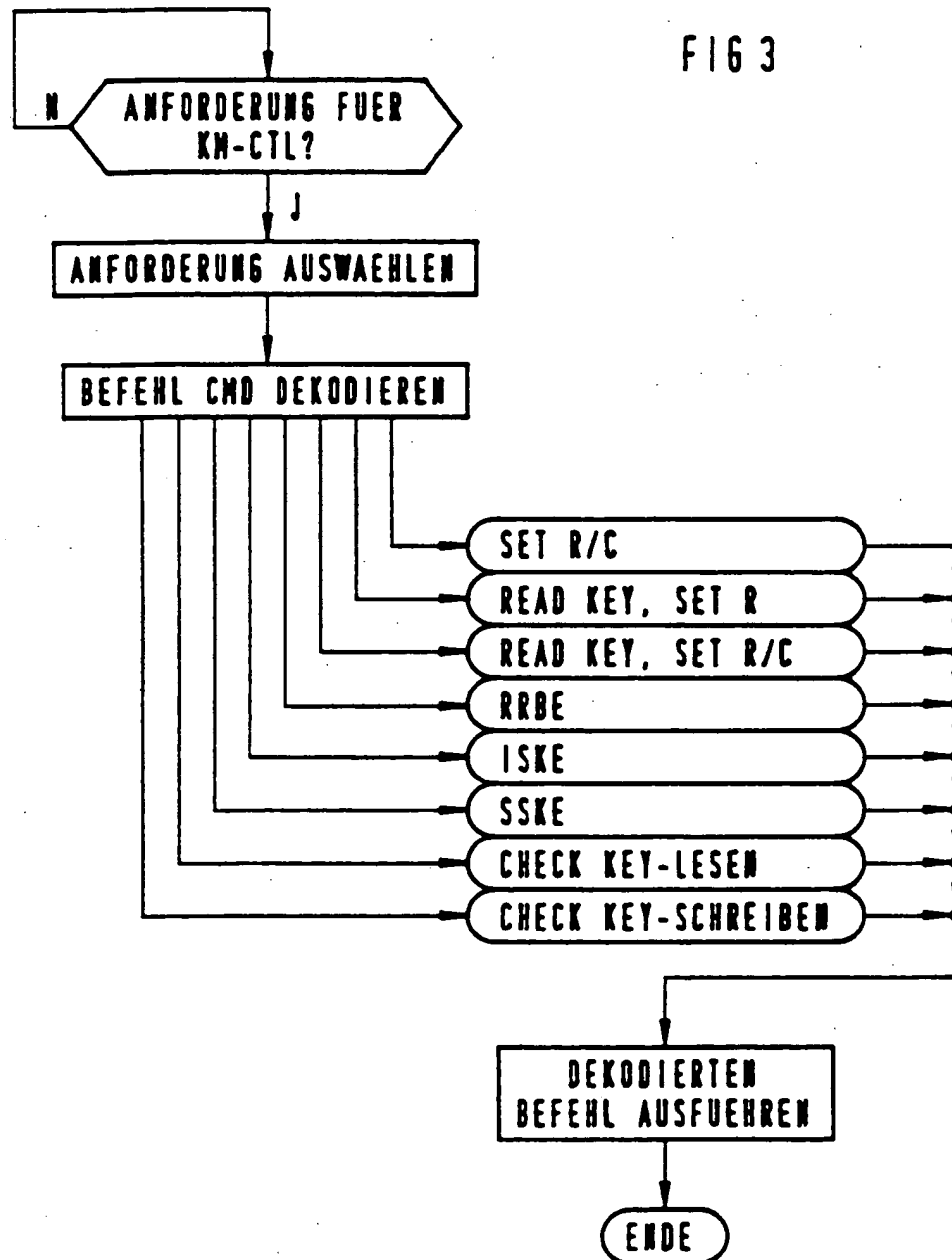 FIG 3
ANFORDERUNG FUER
KM-CTL?
N
J
ANFORDERUNG AUSWAEHLEN
BEFEHL CMD DEKODIEREN
SET R/C
READ KEY, SET R
READ KEY, SET R/C
RRBE
ISKE
SSKE
CHECK KEY-LESEN
CHECK KEY-SCHREIBEN
DEKODIERTEN
BEFEHL AUSFUEHREN
ENDE